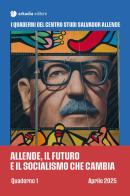 arkadia editore
I QUADERNI DEL CENTRO STUDI SALVADOR ALLENDE
ALLENDE, IL FUTURO
E IL SOCIALISMO CHE CAMBIA
Quaderno 1
Aprile 2025